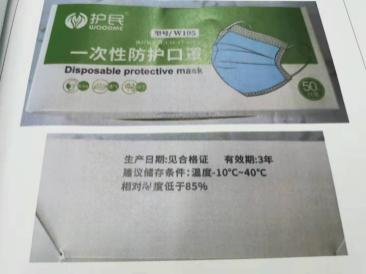 护民
WOODME
型号/W105
一次性防护口罩
Disposable protective mask
50
生产日期:见合格证 有效期:3年
建议储存条件:温度-10°C~40°C
相对湿度低于85%